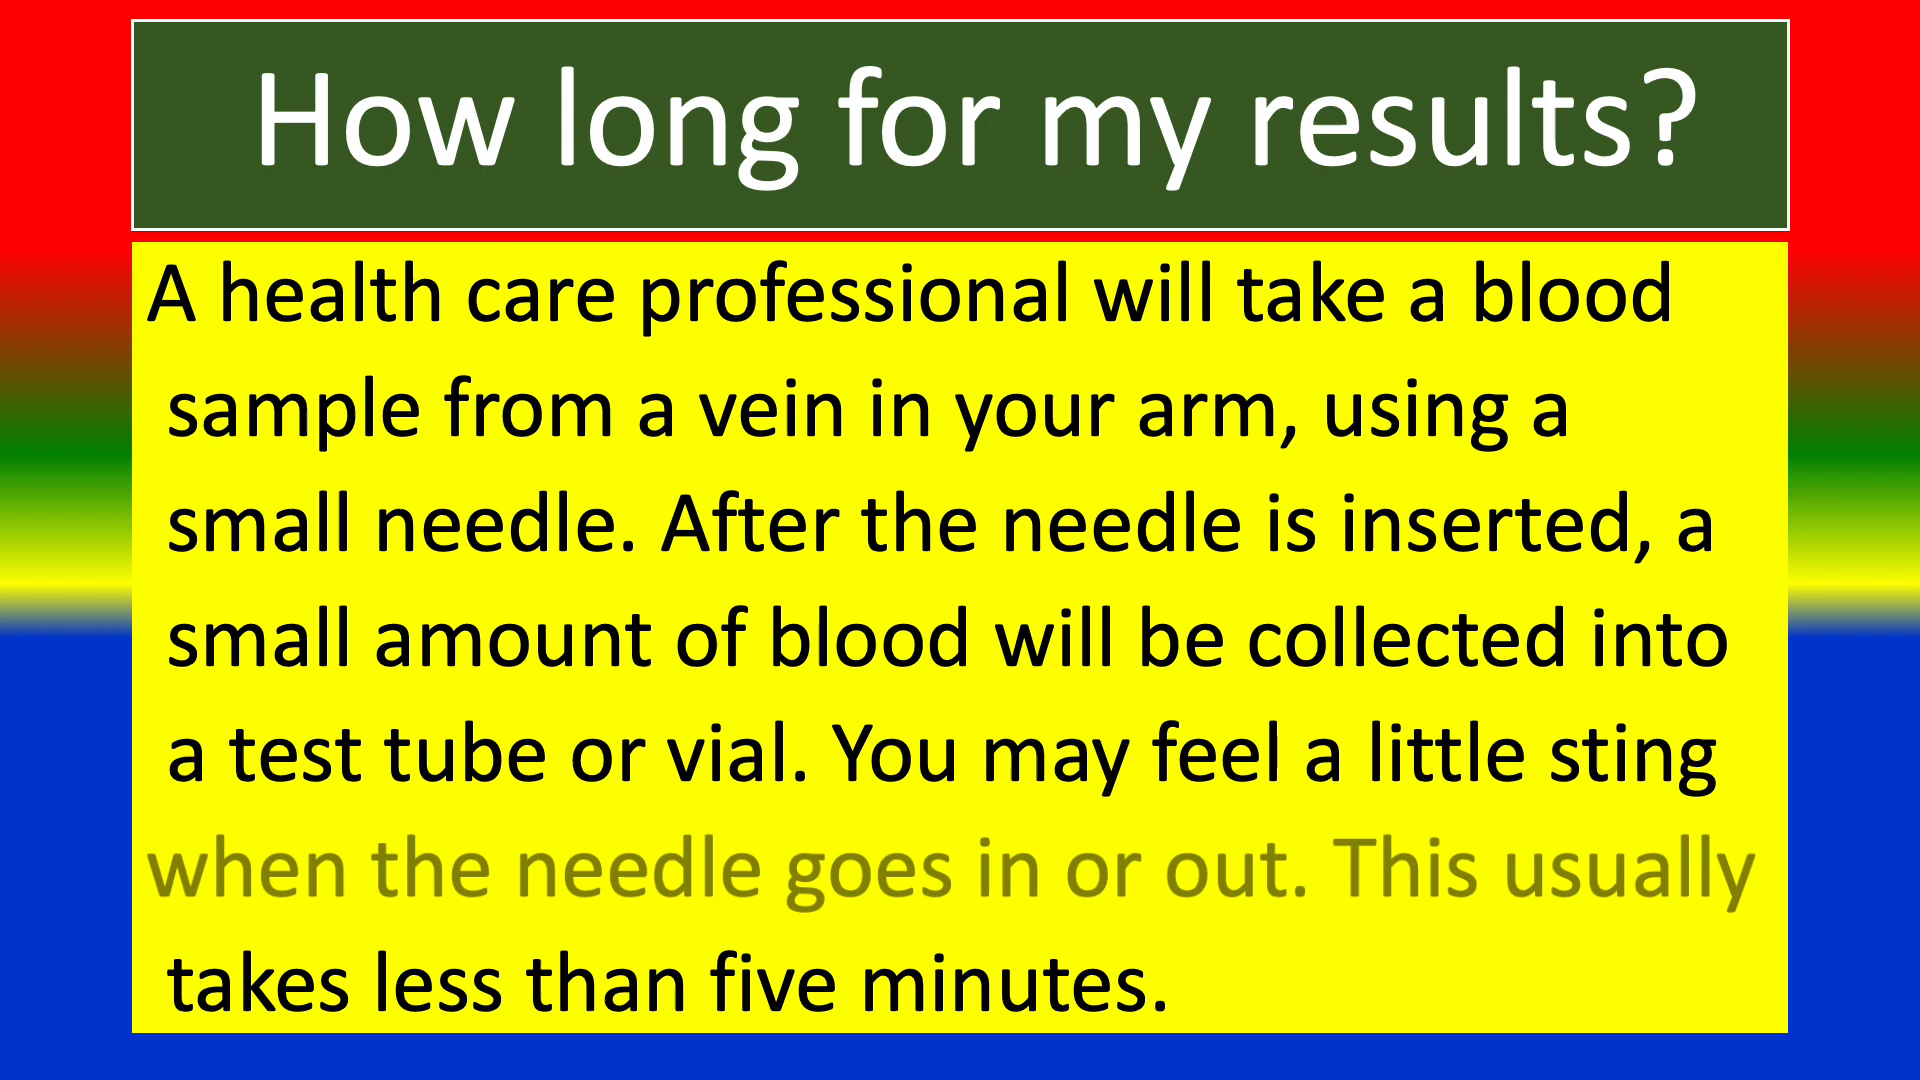 How long for my results?
A health care professional will take a blood
sample from a vein in your arm, using a
small needle. After the needle is inserted, a
small amount of blood will be collected into
a test tube or vial. You may feel a little sting
when the needle goes in or out. This usually
takes less than five minutes.